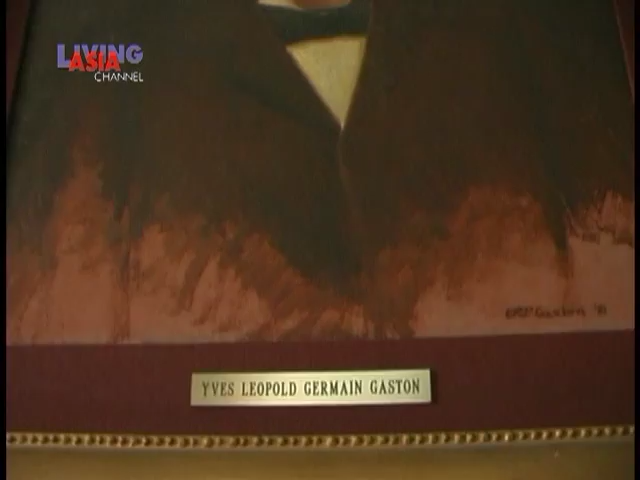 LIVING
ASIA
CHANNEL
YVES LEOPOLD GERMAIN GASTON